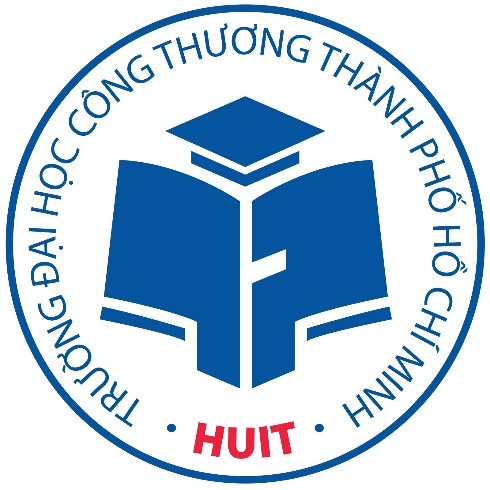 TRƯỜNG ĐẠI HỌC CÔNG THƯƠNG THÀNH PHỐ HỒ CHÍ MINH
HUIT